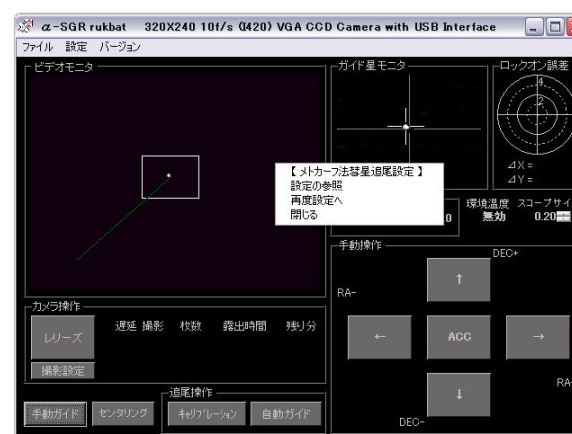 α-SGR rukbat 320X240 10f/s (I420) VGA CCD Camera with USB Interface
ファイル 設定 バージョン
ビデオモニタ
ガイド星モニタ
ロックオン誤差
4
2
⊿X=
⊿Y=
【 メトカーフ法彗星追尾設定 】
設定の参照
再度設定へ
閉じる
環境温度 スコープサイ
.0 無効 0.20
手動操作
DEC+
RA-
↑
← ACC →
↓
RA
DEC-
カメラ操作
レリーズ
遅延 撮影 枚数 露出時間 残り分
撮影設定
追尾操作
手動ガイド センタリング キャリブレーション 自動ガイド